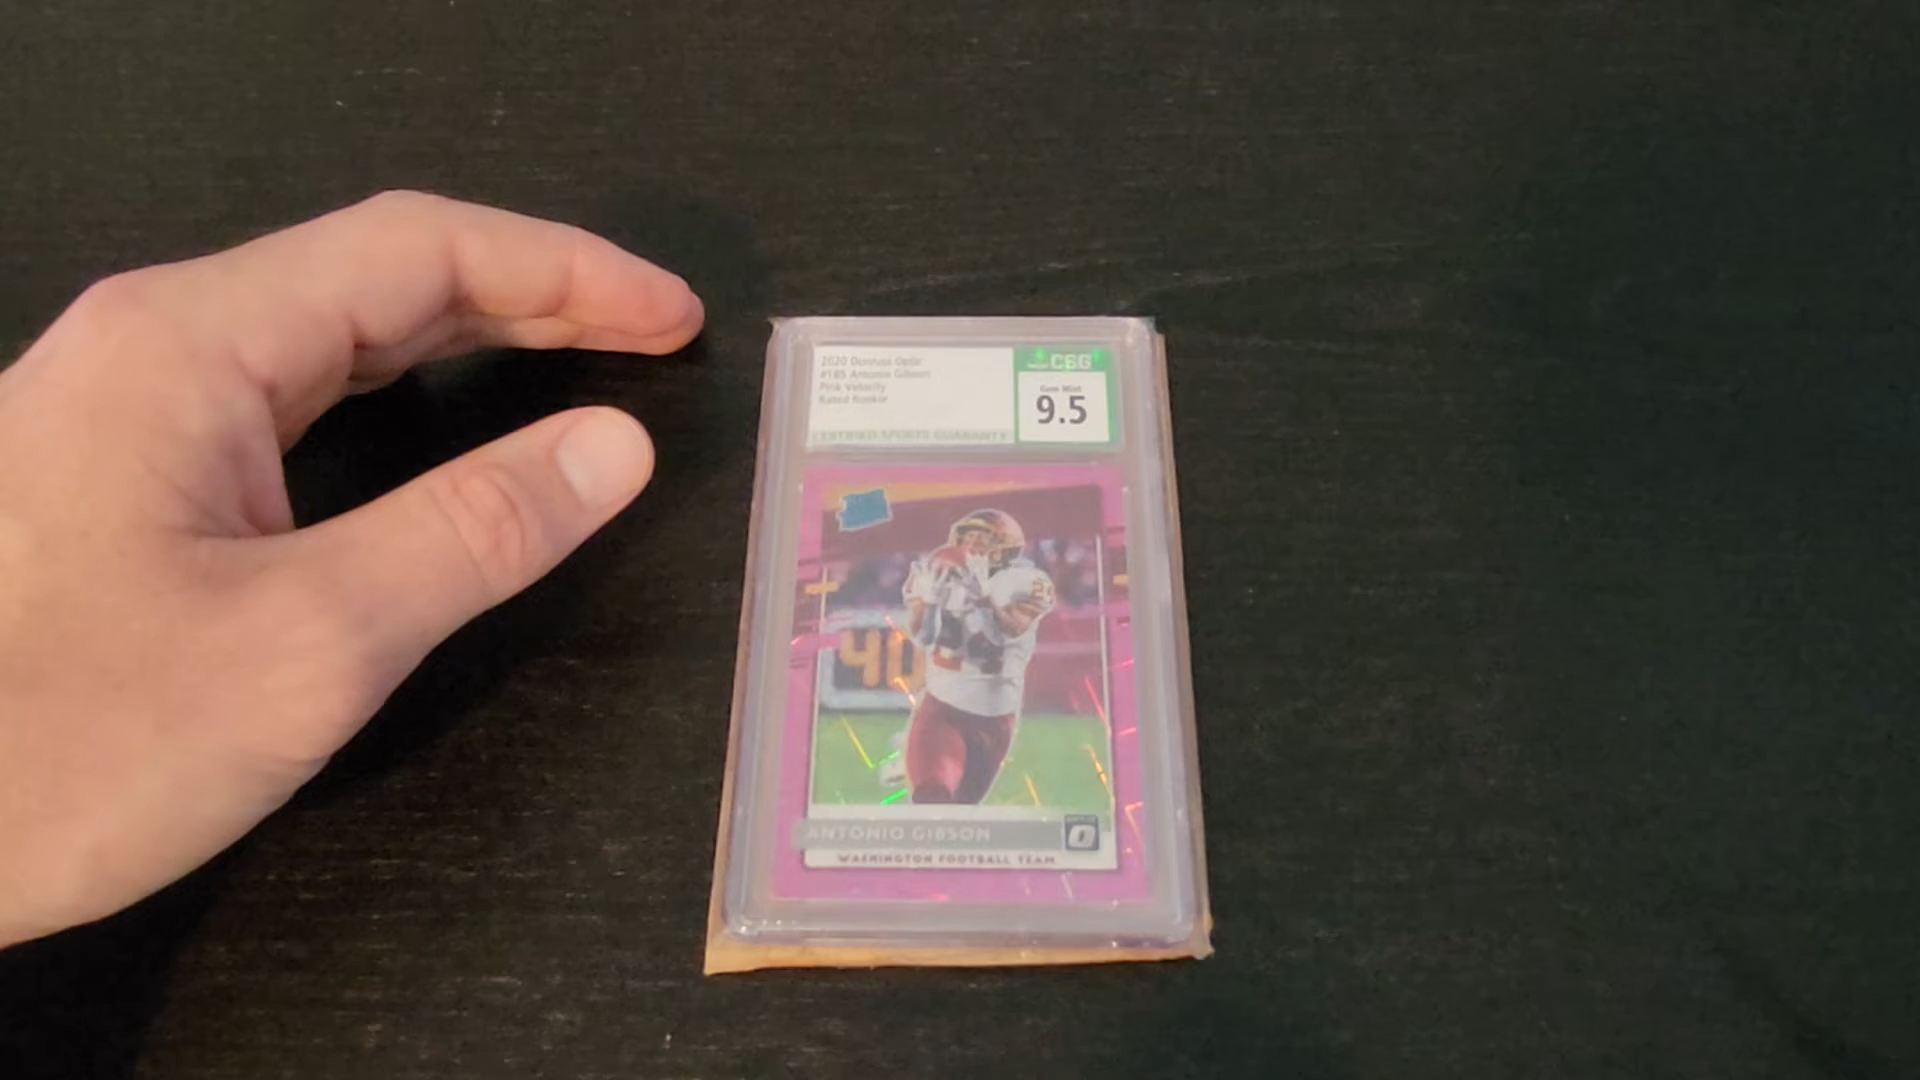 2020 Donruss Optic
#185 Antonio Gibson
Pink Velocity
Rated Rookie
CERTIFIED SPORTS GUARANTY
CSG
Gem Mint
9.5
40
24
ANTONIO GIBSON
WASHINGTON FOOTBALL TEAM